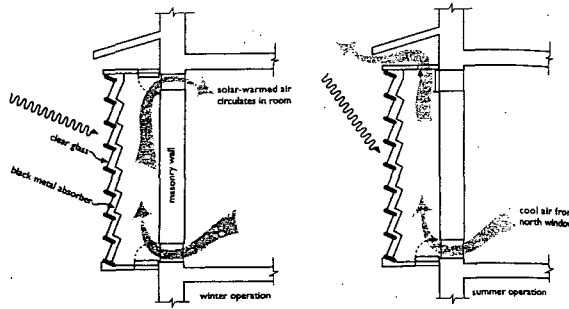 solar-warmed air
circulates in room
clear glass
black metal absorber
masonry wall
winter operation
cool air from
north window
summer operation